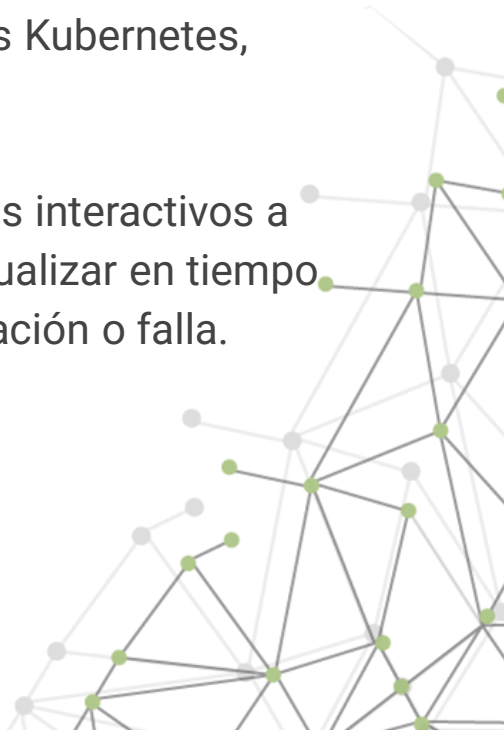 s Kubernetes,
s interactivos a
ualizar en tiempo
ación o falla.